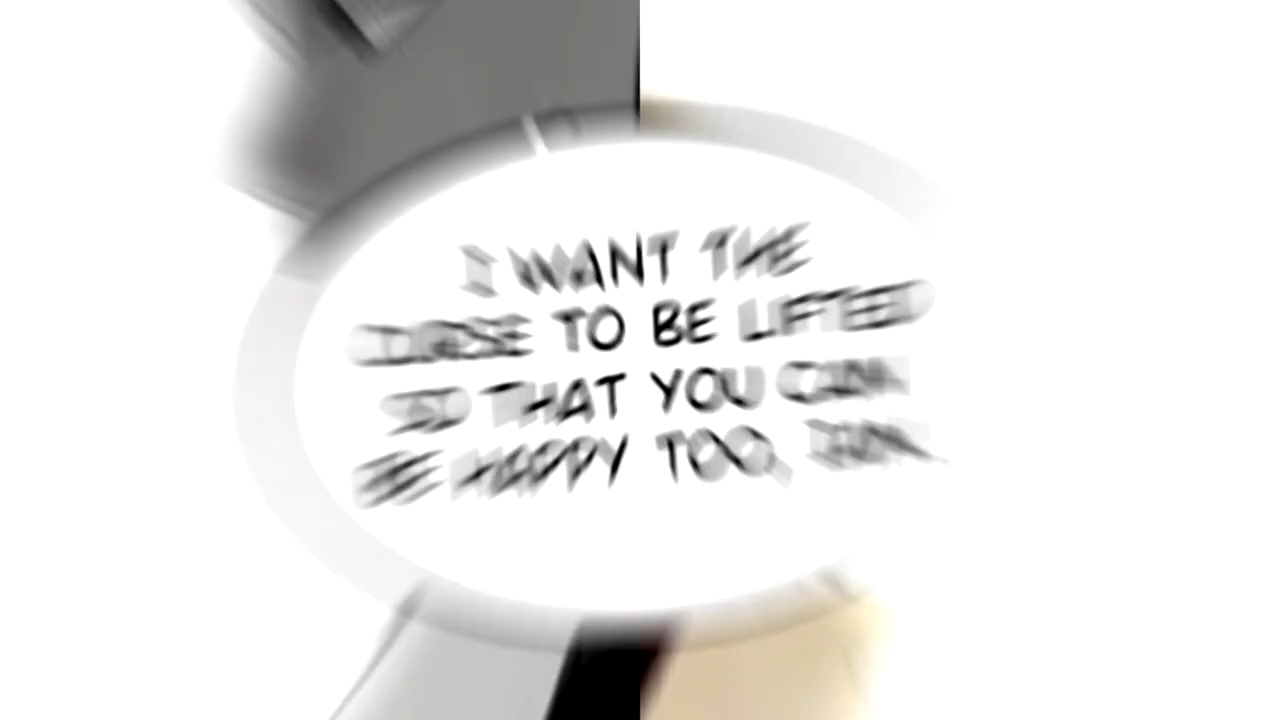 I WANT THE
CURSE TO BE LIFTED
SO THAT YOU CAN
BE HAPPY TOO,